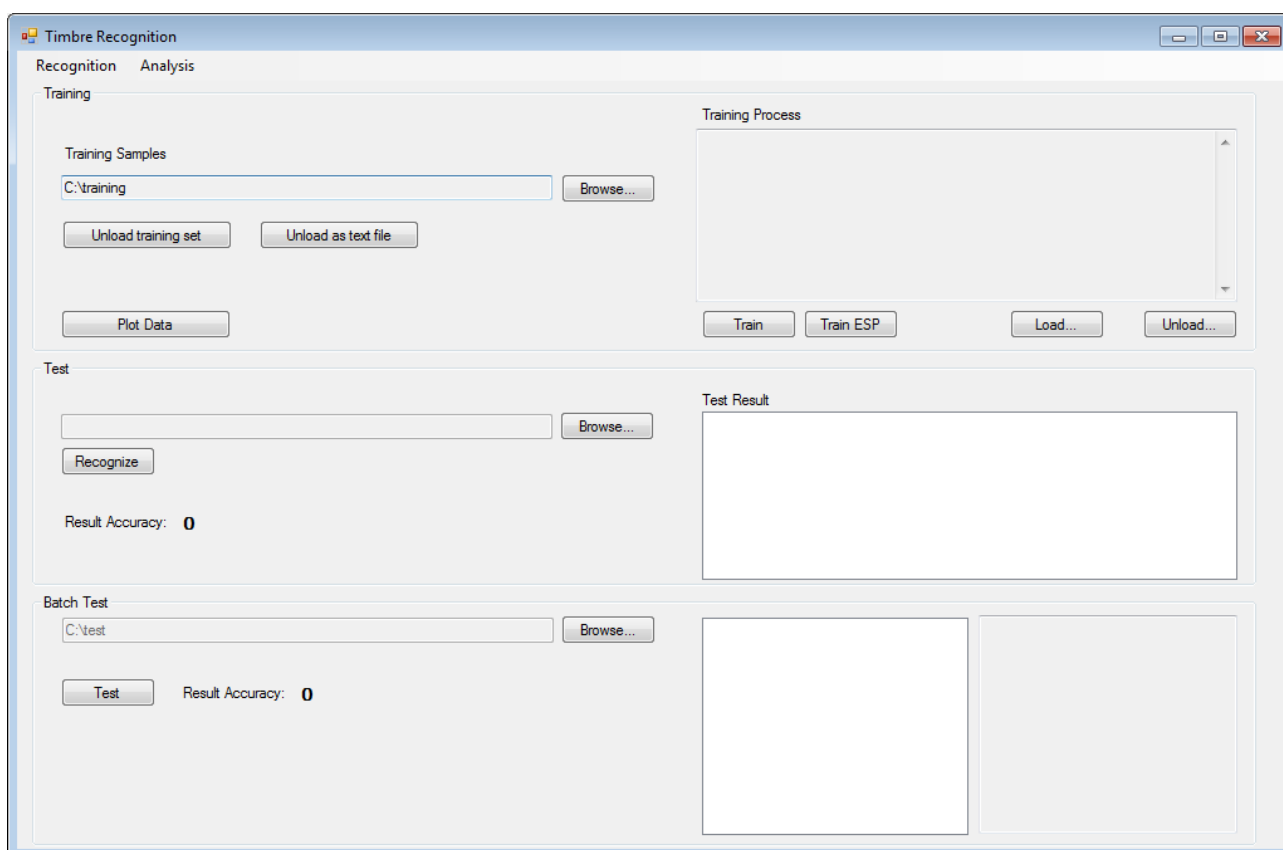 Timbre Recognition
Recognition Analysis
Training
Training Samples
C:\training
Browse...
Unload training set
Unload as text file
Plot Data
Training Process
Train
Train ESP
Load...
Unload...
Test
Browse...
Recognize
Result Accuracy: 0
Test Result
Batch Test
C:\test
Browse...
Test
Result Accuracy: 0